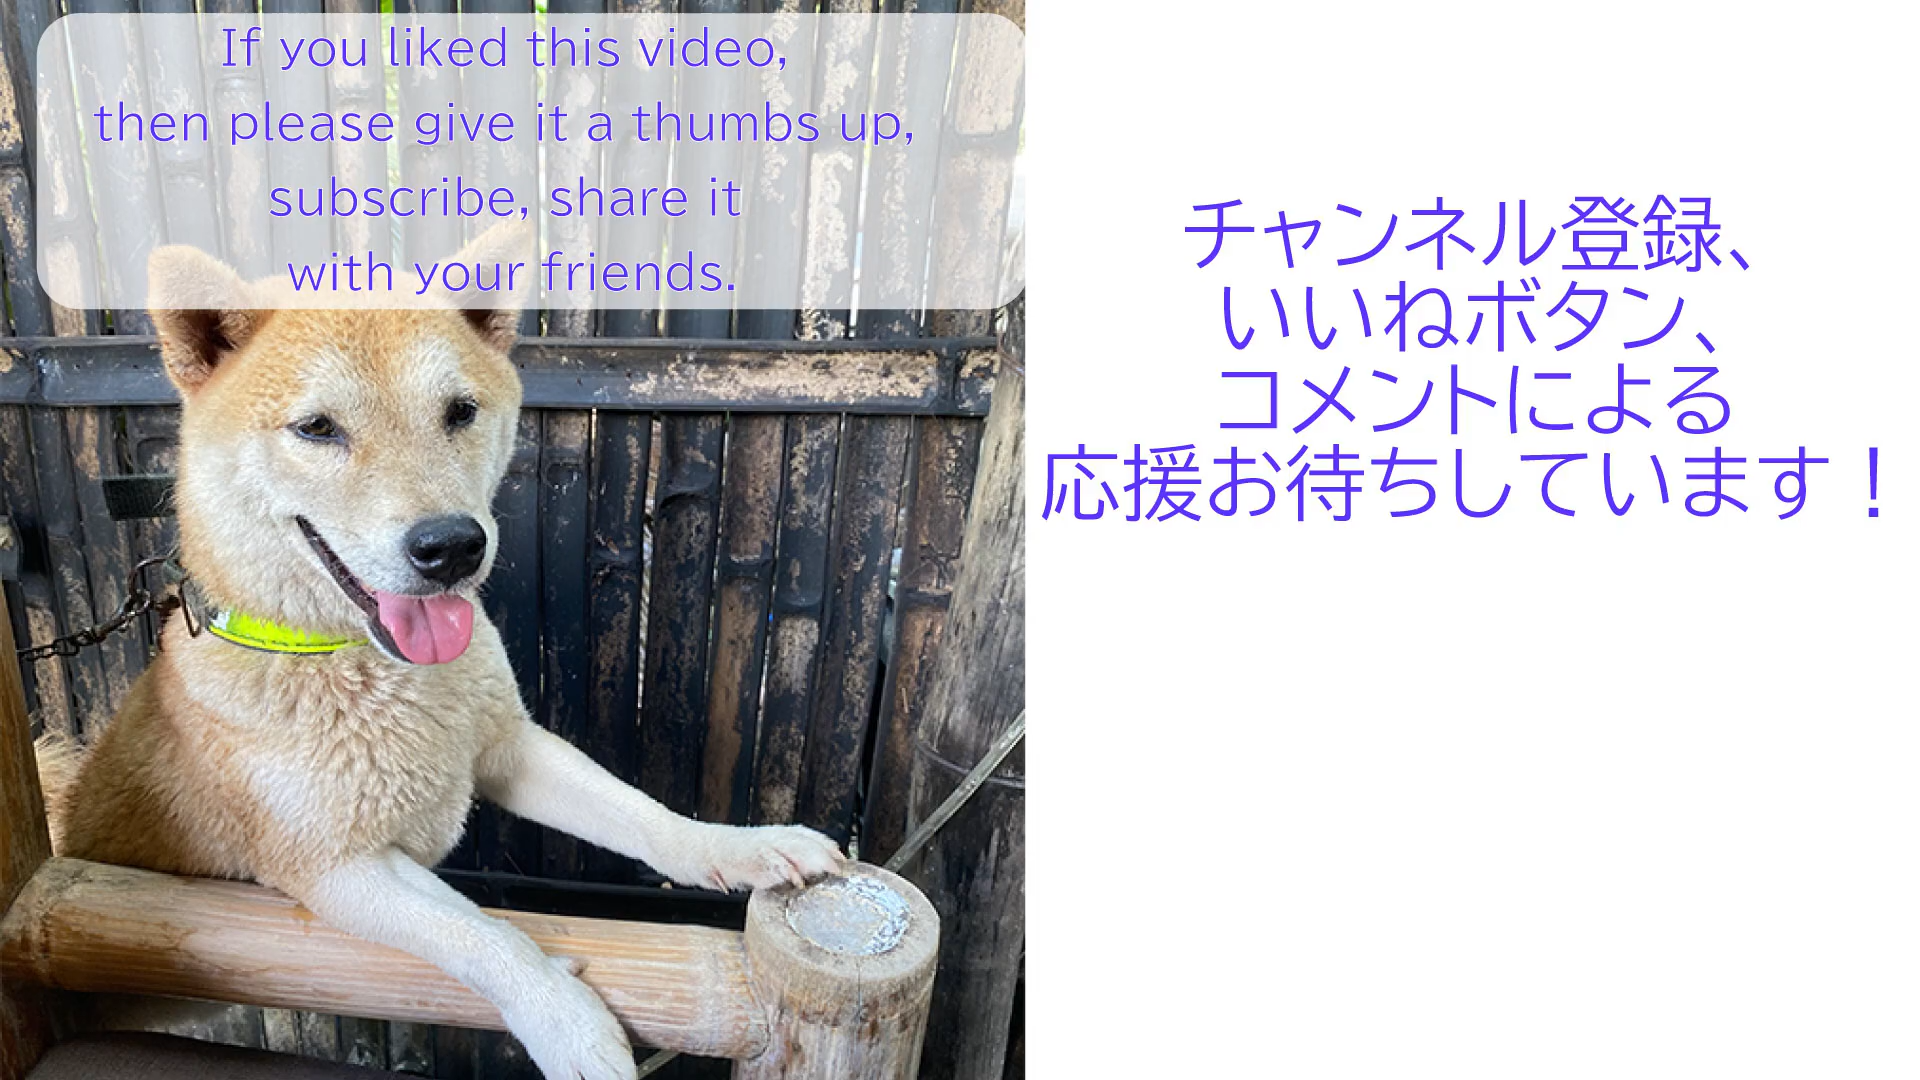 If you liked this video,
then please give it a thumbs up,
subscribe, share it
with your friends.
チャンネル登録、
いいねボタン、
コメントによる
応援お待ちしています！